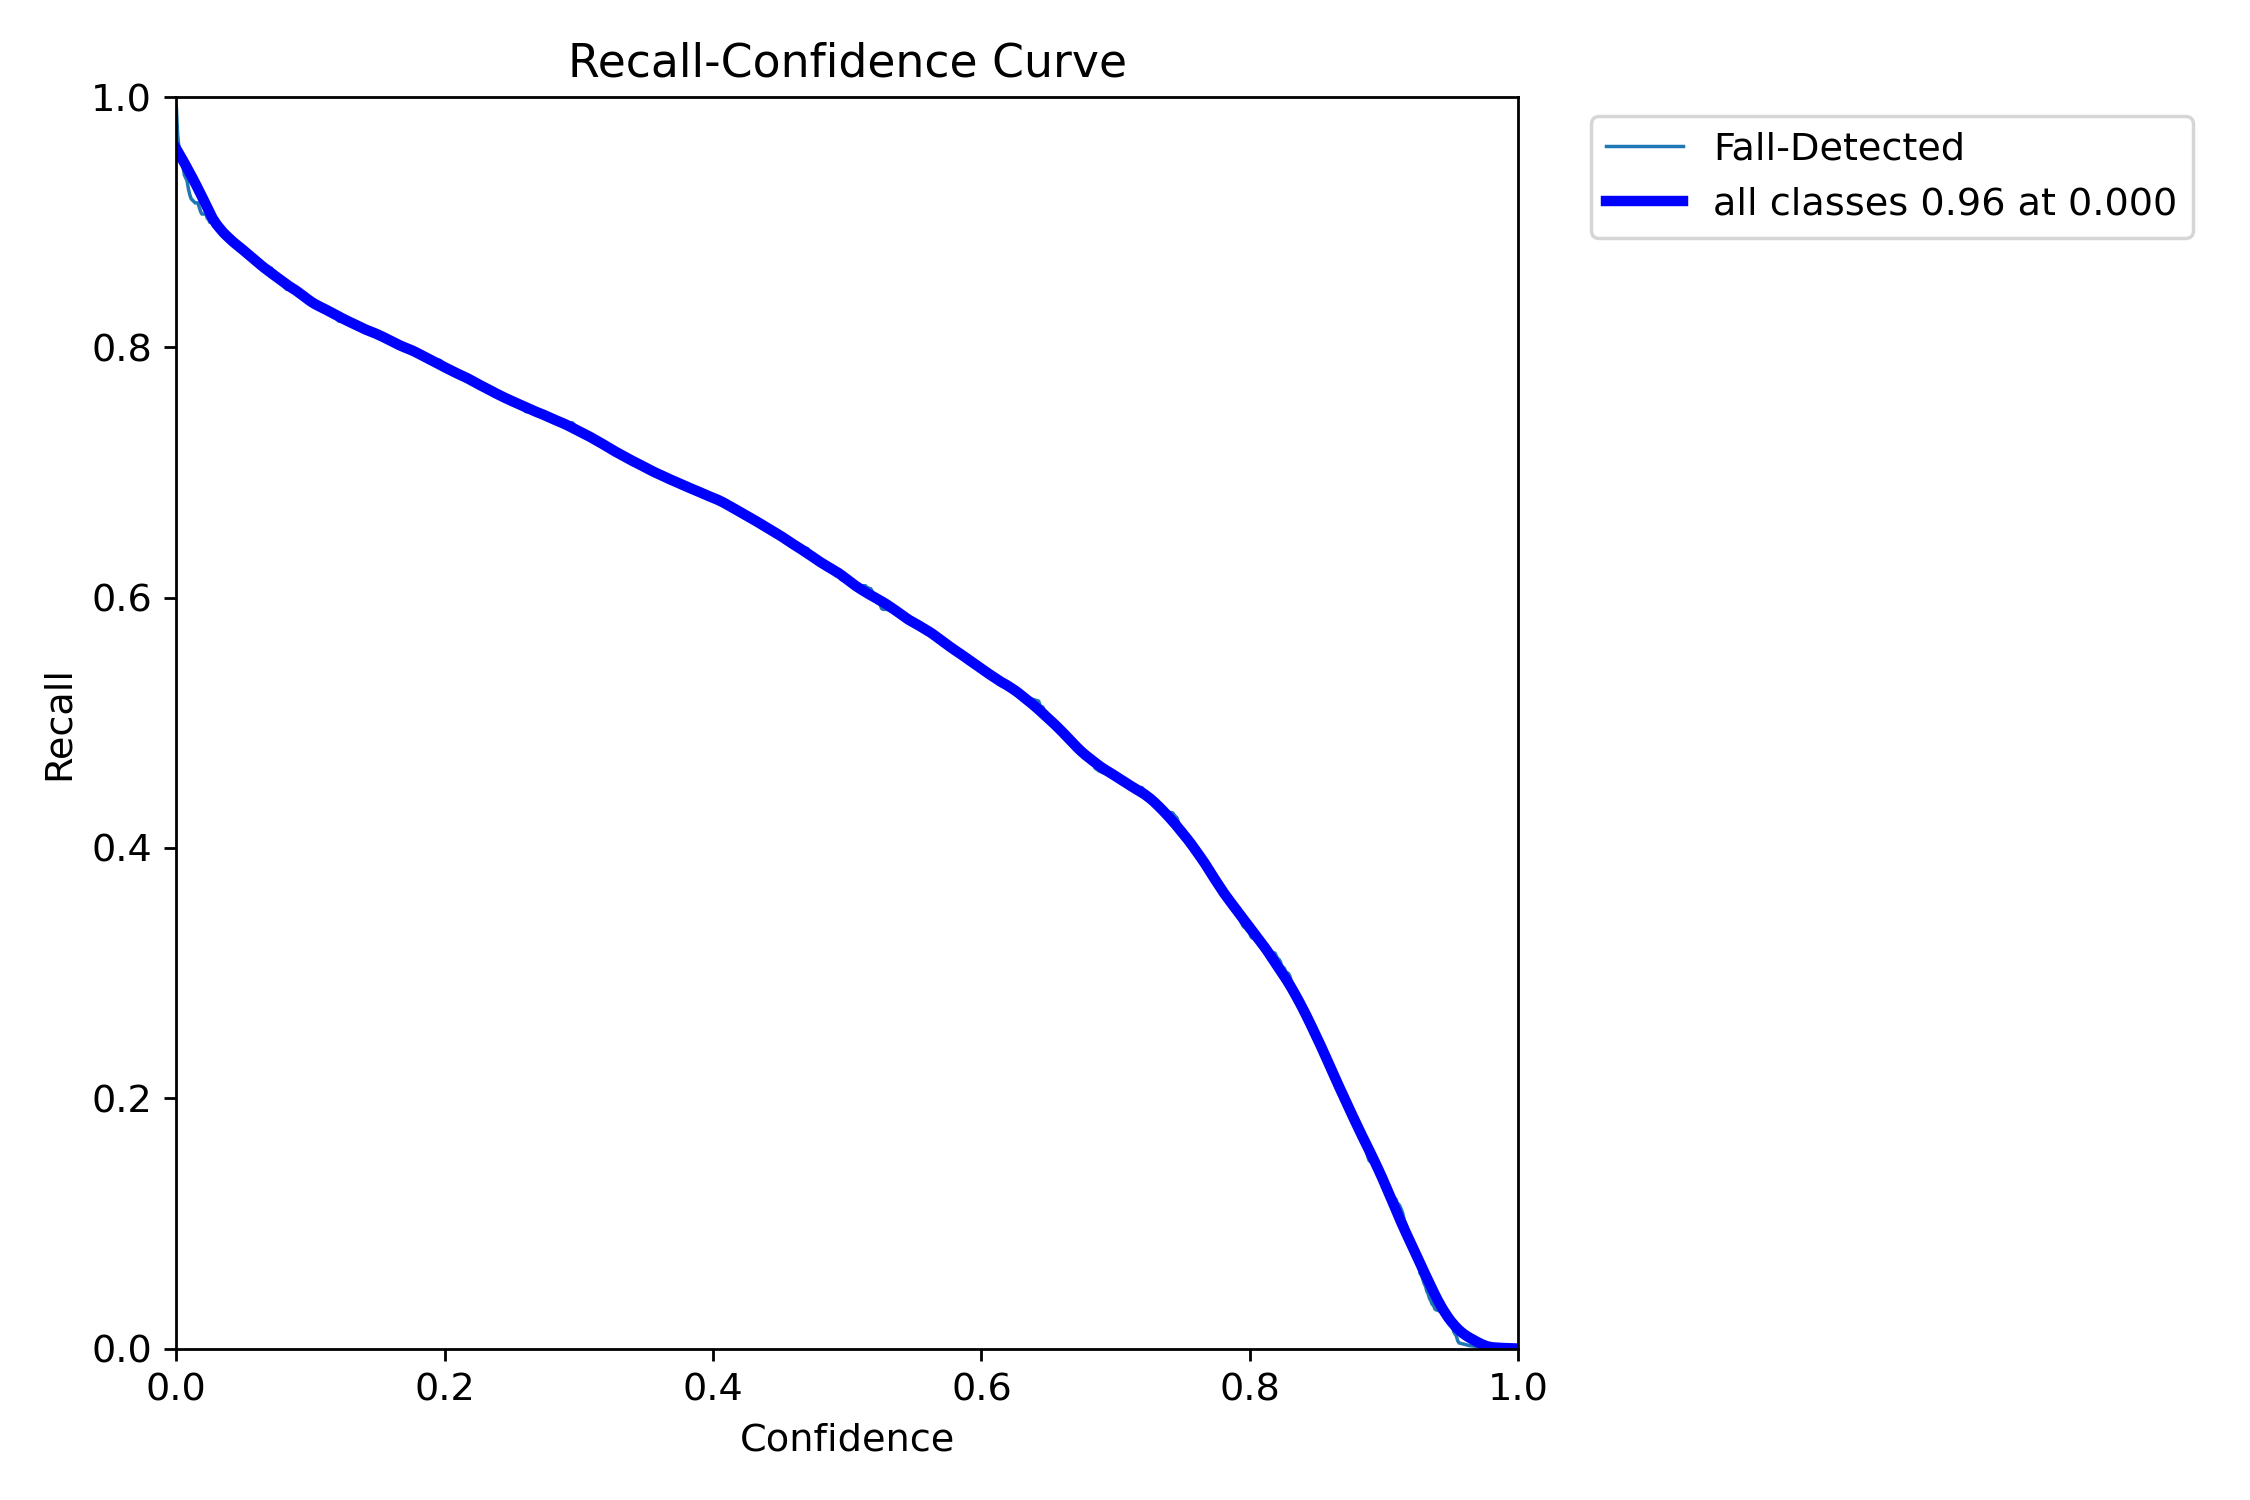 Recall-Confidence Curve
1.0
0.8
0.6
0.4
0.2
0.0
Recall
0.0 0.2 0.4 0.6 0.8 1.0
Confidence
Fall-Detected
all classes 0.96 at 0.000